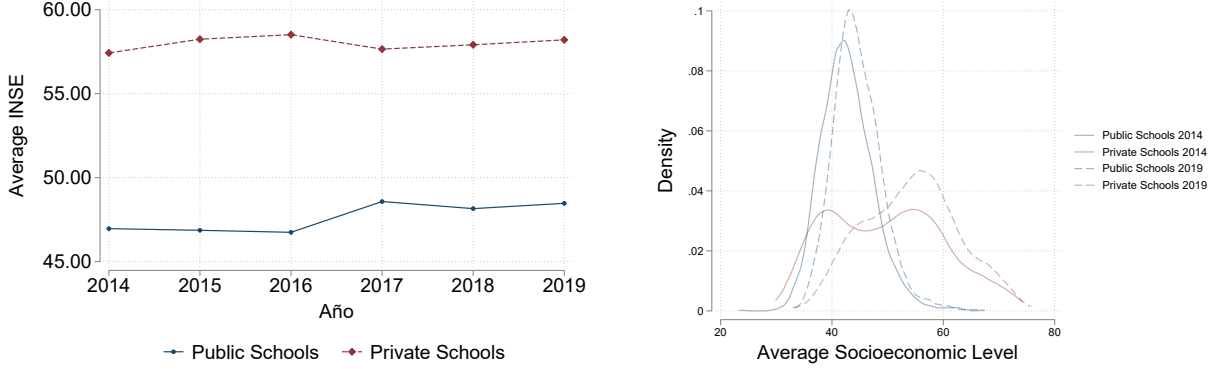 60.00
55.00
50.00
45.00
Average INSE
2014 2015 2016 2017 2018 2019
Año
Public Schools Private Schools
.1
.08
.06
.04
.02
0
Density
20 40 60 80
Average Socioeconomic Level
Public Schools 2014
Private Schools 2014
Public Schools 2019
Private Schools 2019